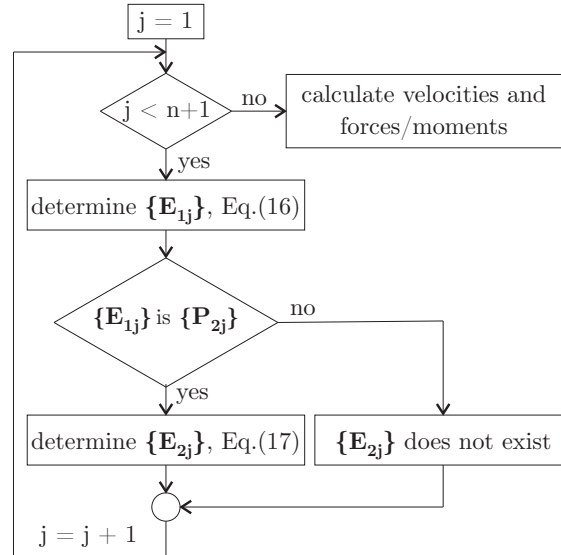 j = 1
j < n+1
no
calculate velocities and
forces/moments
yes
determine {E1j}, Eq.(16)
{E1j} is {P2j}
no
yes
determine {E2j}, Eq.(17)
{E2j} does not exist
j = j + 1